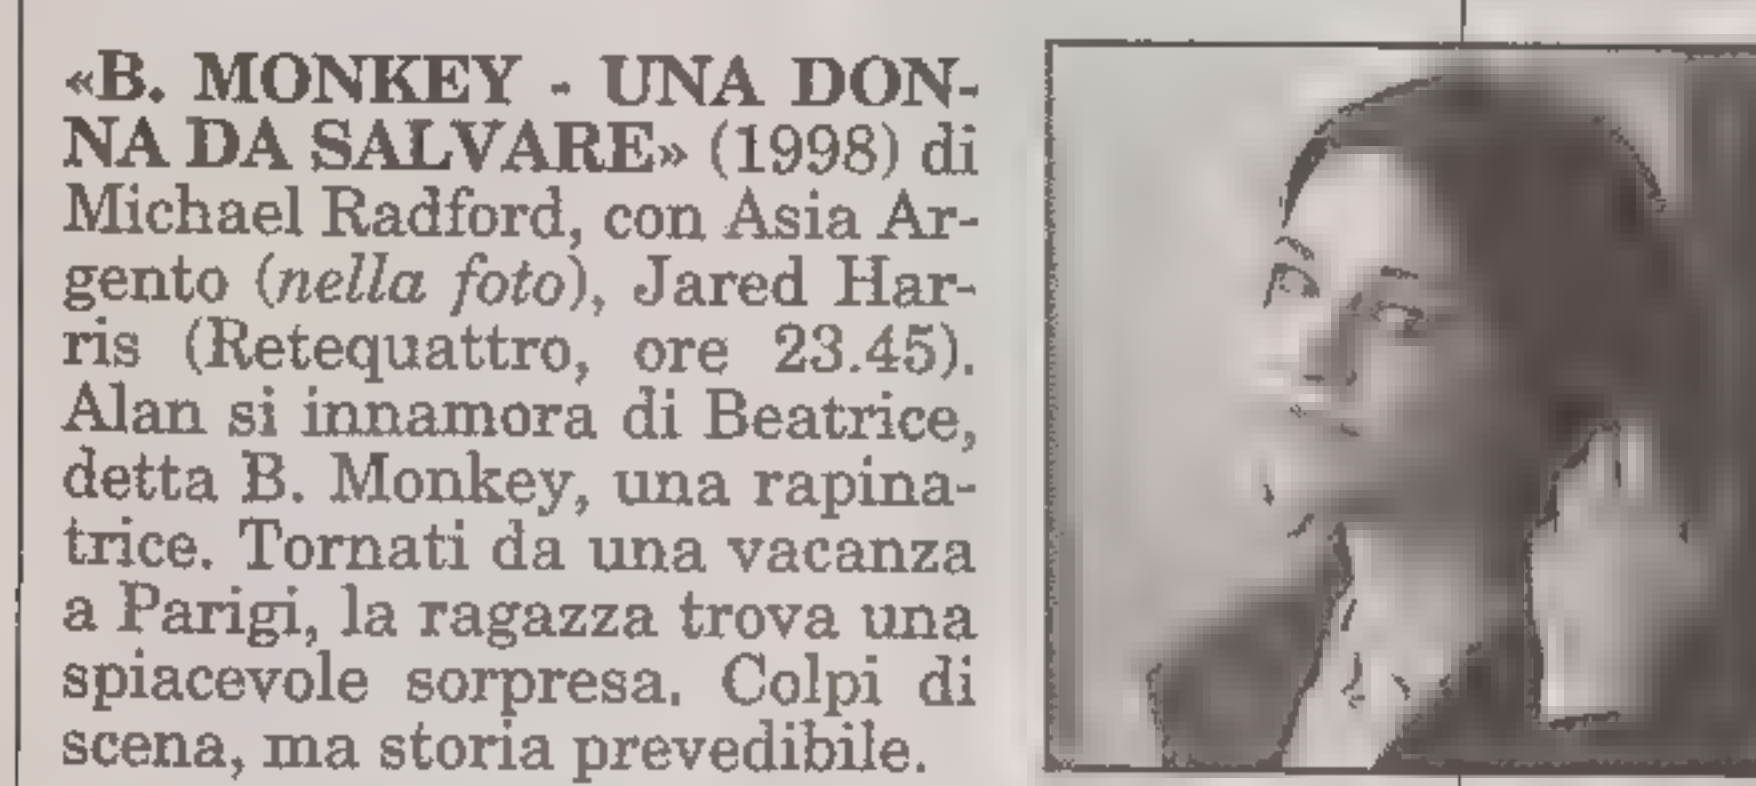 «B. MONKEY - UNA DON-
NA DA SALVARE» (1998) di
Michael Radford, con Asia Ar-
gento (nella foto), Jared Har-
ris (Retequattro, ore 23.45).
Alan si innamora di Beatrice,
detta B. Monkey, una rapina-
trice. Tornati da una vacanza
a Parigi, la ragazza trova una
spiacevole sorpresa. Colpi di
scena, ma storia prevedibile.